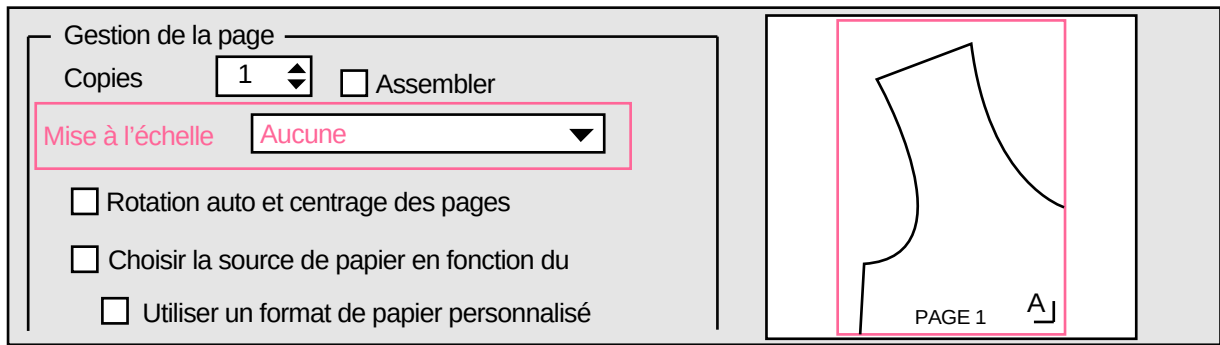 Gestion de la page
Copies 1 Assembler
Mise à l’échelle Aucune
Rotation auto et centrage des pages
Choisir la source de papier en fonction du
Utiliser un format de papier personnalisé
PAGE 1 A